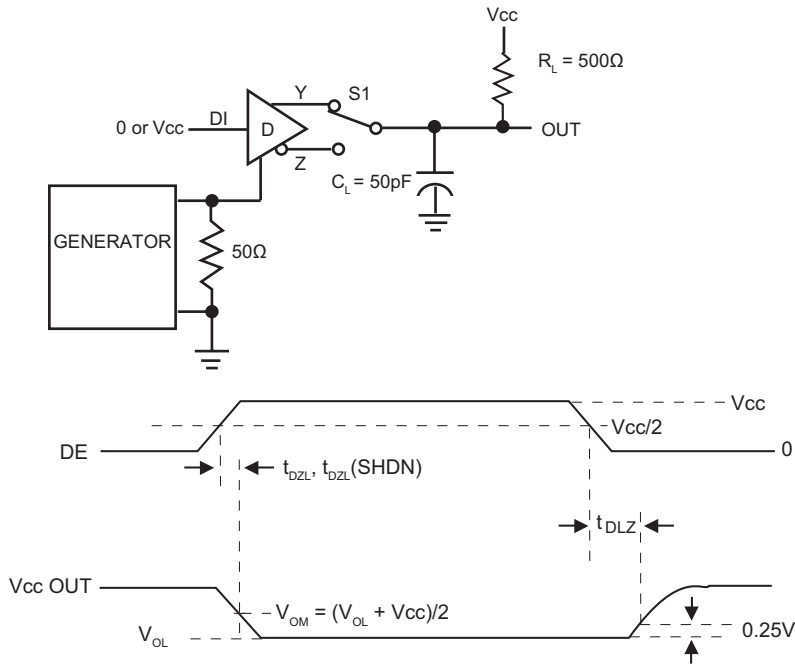 Vcc
R_L = 500Ω
Y
S1
0 or Vcc
DI
D
OUT
Z
C_L = 50pF
GENERATOR
50Ω
Vcc
Vcc/2
DE
0
t_DZL, t_DZL(SHDN)
t_DLZ
Vcc OUT
V_OM = (V_OL + Vcc)/2
V_OL
0.25V